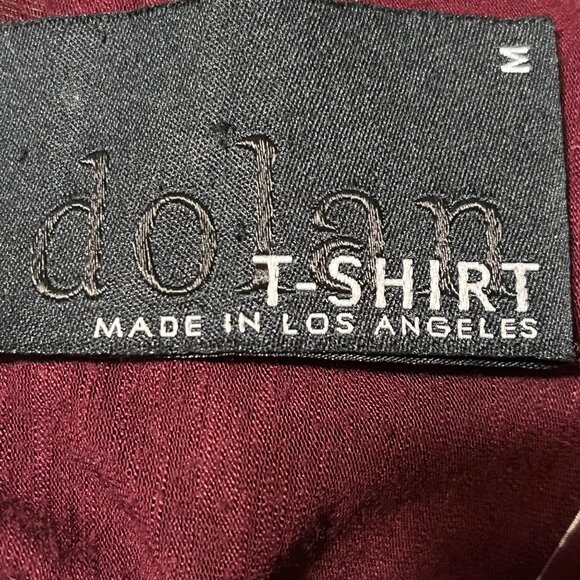 M
dolan
T-SHIRT
MADE IN LOS ANGELES